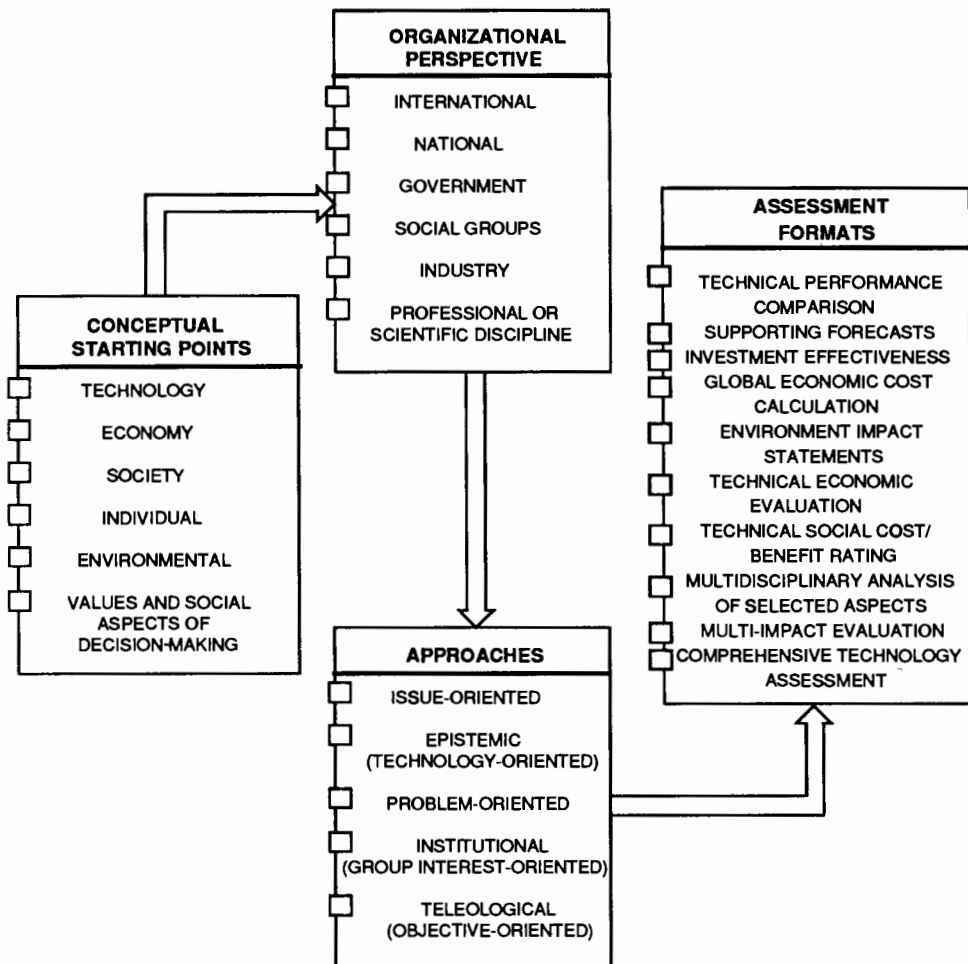 CONCEPTUAL
STARTING POINTS
TECHNOLOGY
ECONOMY
SOCIETY
INDIVIDUAL
ENVIRONMENTAL
VALUES AND SOCIAL
ASPECTS OF
DECISION-MAKING
ORGANIZATIONAL
PERSPECTIVE
INTERNATIONAL
NATIONAL
GOVERNMENT
SOCIAL GROUPS
INDUSTRY
PROFESSIONAL OR
SCIENTIFIC DISCIPLINE
APPROACHES
ISSUE-ORIENTED
EPISTEMIC
(TECHNOLOGY-ORIENTED)
PROBLEM-ORIENTED
INSTITUTIONAL
(GROUP INTEREST-ORIENTED)
TELEOLOGICAL
(OBJECTIVE-ORIENTED)
ASSESSMENT
FORMATS
TECHNICAL PERFORMANCE
COMPARISON
SUPPORTING FORECASTS
INVESTMENT EFFECTIVENESS
GLOBAL ECONOMIC COST
CALCULATION
ENVIRONMENT IMPACT
STATEMENTS
TECHNICAL ECONOMIC
EVALUATION
TECHNICAL SOCIAL COST/
BENEFIT RATING
MULTIDISCIPLINARY ANALYSIS
OF SELECTED ASPECTS
MULTI-IMPACT EVALUATION
COMPREHENSIVE TECHNOLOGY
ASSESSMENT